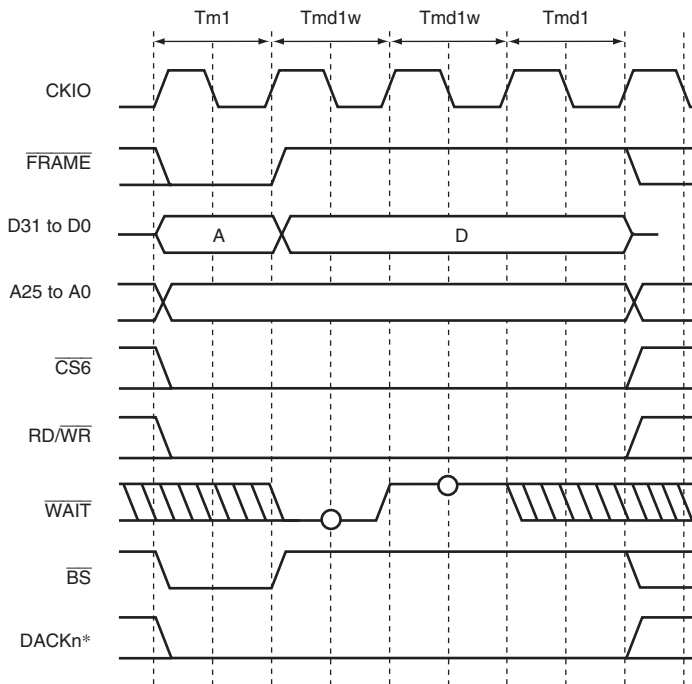 Tm1 Tmd1w Tmd1w Tmd1
CKIO
FRAME
D31 to D0 A D
A25 to A0
CS6
RD/WR
WAIT
BS
DACKn*